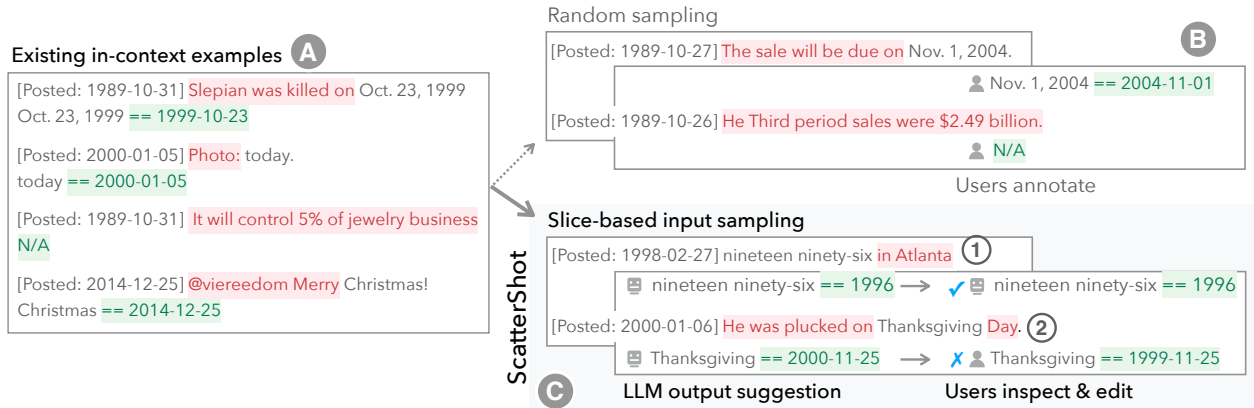 Existing in-context examples A
[Posted: 1989-10-31] Slepian was killed on Oct. 23, 1999
Oct. 23, 1999 == 1999-10-23
[Posted: 2000-01-05] Photo: today.
today == 2000-01-05
[Posted: 1989-10-31] It will control 5% of jewelry business
N/A
[Posted: 2014-12-25] @viereedom Merry Christmas!
Christmas == 2014-12-25
Random sampling
B
[Posted: 1989-10-27] The sale will be due on Nov. 1, 2004.
Nov. 1, 2004 == 2004-11-01
[Posted: 1989-10-26] He Third period sales were $2.49 billion.
N/A
Users annotate
ScatterShot
Slice-based input sampling
[Posted: 1998-02-27] nineteen ninety-six in Atlanta 1
nineteen ninety-six == 1996 → ✓ nineteen ninety-six == 1996
[Posted: 2000-01-06] He was plucked on Thanksgiving Day. 2
Thanksgiving == 2000-11-25 → ✗ Thanksgiving == 1999-11-25
C LLM output suggestion Users inspect & edit